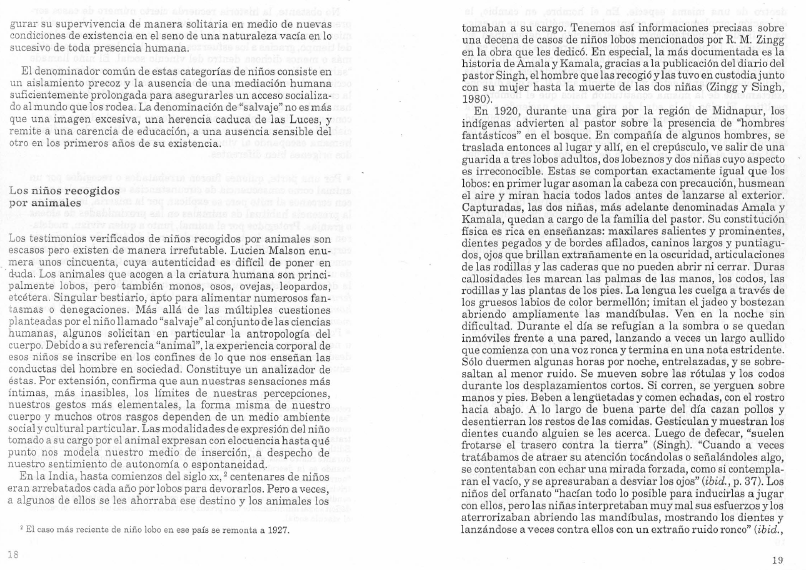 gurar su supervivencia de manera solitaria en medio de nuevas
condiciones de existencia en el seno de una naturaleza vacía en lo
sucesivo de toda presencia humana.
El denominador común de estas categorías de niños consiste en
un aislamiento precoz y la ausencia de una mediación humana
suficientemente prolongada para asegurarles un acceso socializa-
do al mundo que los rodea. La denominación de “salvaje” no es más
que una imagen excesiva, una herencia caduca de las Luces, y
remite a una carencia de educación, a una ausencia sensible del
otro en los primeros años de su existencia.
Los niños recogidos
por animales
Los testimonios verificados de niños recogidos por animales son
escasos pero existen de manera irrefutable. Lucien Malson enu-
mera unos cincuenta, cuya autenticidad es difícil de poner en
duda. Los animales que acogen a la criatura humana son princi-
palmente lobos, pero también monos, osos, ovejas, leopardos,
etcétera. Singular bestiario, apto para alimentar numerosos fan-
tasmas o denegaciones. Más allá de las múltiples cuestiones
planteadas por el niño llamado “salvaje” al conjunto de las ciencias
humanas, algunos solicitan en particular la antropología del
cuerpo. Debido a su referencia “animal”, la experiencia corporal de
esos niños se inscribe en los confines de lo que nos enseñan las
conductas del hombre en sociedad. Constituye un analizador de
éstas. Por extensión, confirma que aun nuestras sensaciones más
íntimas, más inasibles, los límites de nuestras percepciones,
nuestros gestos más elementales, la forma misma de nuestro
cuerpo y muchos otros rasgos dependen de un medio ambiente
social y cultural particular. Las modalidades de expresión del niño
tomado a su cargo por el animal expresan con elocuencia hasta qué
punto nos modela nuestro medio de inserción, a despecho de
nuestro sentimiento de autonomía o espontaneidad.
En la India, hasta comienzos del siglo XX,² centenares de niños
eran arrebatados cada año por lobos para devorarlos. Pero a veces,
a algunos de ellos se les ahorraba ese destino y los animales los
² El caso más reciente de niño lobo en ese país se remonta a 1927.
18
tomaban a su cargo. Tenemos así informaciones precisas sobre
una decena de casos de niños lobos mencionados por R. M. Zingg
en la obra que les dedicó. En especial, la más documentada es la
historia de Amala y Kamala, gracias a la publicación del diario del
pastor Singh, el hombre que las recogió y las tuvo en custodia junto
con su mujer hasta la muerte de las dos niñas (Zingg y Singh,
1980).
En 1920, durante una gira por la región de Midnapur, los
indígenas advierten al pastor sobre la presencia de “hombres
fantásticos” en el bosque. En compañía de algunos hombres, se
traslada entonces al lugar y allí, en el crepúsculo, ve salir de una
guarida a tres lobos adultos, dos lobeznos y dos niñas cuyo aspecto
es irreconocible. Estas se comportan exactamente igual que los
lobos: en primer lugar asoman la cabeza con precaución, husmean
el aire y miran hacia todos lados antes de lanzarse al exterior.
Capturadas, las dos niñas, más adelante denominadas Amala y
Kamala, quedan a cargo de la familia del pastor. Su constitución
física es rica en enseñanzas: maxilares salientes y prominentes,
dientes pegados y de bordes afilados, caninos largos y puntiagu-
dos, ojos que brillan extrañamente en la oscuridad, articulaciones
de las rodillas y las caderas que no pueden abrir ni cerrar. Duras
callosidades les marcan las palmas de las manos, los codos, las
rodillas y las plantas de los pies. La lengua les cuelga a través de
los gruesos labios de color bermellón; imitan el jadeo y bostezan
abriendo ampliamente las mandíbulas. Ven en la noche sin
dificultad. Durante el día se refugian a la sombra o se quedan
inmóviles frente a una pared, lanzando a veces un largo aullido
que comienza con una voz ronca y termina en una nota estridente.
Sólo duermen algunas horas por noche, entrelazadas, y se sobre-
saltan al menor ruido. Se mueven sobre las rótulas y los codos
durante los desplazamientos cortos. Si corren, se yerguen sobre
manos y pies. Beben a lengüetadas y comen echadas, con el rostro
hacia abajo. A lo largo de buena parte del día cazan pollos y
desentierran los restos de las comidas. Gesticulan y muestran los
dientes cuando alguien se les acerca. Luego de defecar, “suelen
frotarse el trasero contra la tierra” (Singh). “Cuando a veces
tratábamos de atraer su atención tocándolas o señalándoles algo,
se contentaban con echar una mirada forzada, como si contempla-
ran el vacío, y se apresuraban a desviar los ojos” (ibid., p. 37). Los
niños del orfanato “hacían todo lo posible para inducirlas a jugar
con ellos, pero las niñas interpretaban muy mal sus esfuerzos y los
aterrorizaban abriendo las mandíbulas, mostrando los dientes y
lanzándose a veces contra ellos con un extraño ruido ronco” (ibid.,
19